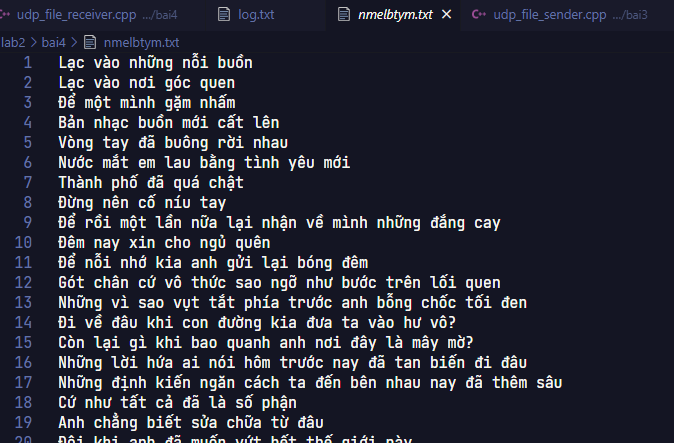 udp_file_receiver.cpp .../bai4 log.txt nmelbtym.txt udp_file_sender.cpp .../bai3
lab2 > bai4 > nmelbtym.txt
1 Lạc vào những nỗi buồn
2 Lạc vào nơi góc quen
3 Để một mình gặm nhấm
4 Bản nhạc buồn mới cất lên
5 Vòng tay đã buông rời nhau
6 Nước mắt em lau bằng tình yêu mới
7 Thành phố đã quá chật
8 Đừng nên cố níu tay
9 Để rồi một lần nữa lại nhận về mình những đắng cay
10 Đêm nay xin cho ngủ quên
11 Để nỗi nhớ kia anh gửi lại bóng đêm
12 Gót chân cứ vô thức sao ngỡ như bước trên lối quen
13 Những vì sao vụt tắt phía trước anh bỗng chốc tối đen
14 Đi về đâu khi con đường kia đưa ta vào hư vô?
15 Còn lại gì khi bao quanh anh nơi đây là mây mờ?
16 Những lời hứa ai nói hôm trước nay đã tan biến đi đâu
17 Những định kiến ngăn cách ta đến bên nhau nay đã thêm sâu
18 Cứ như tất cả đã là số phận
19 Anh chẳng biết sửa chữa từ đâu
20 Đôi khi anh đã muốn vứt hết thế giới này